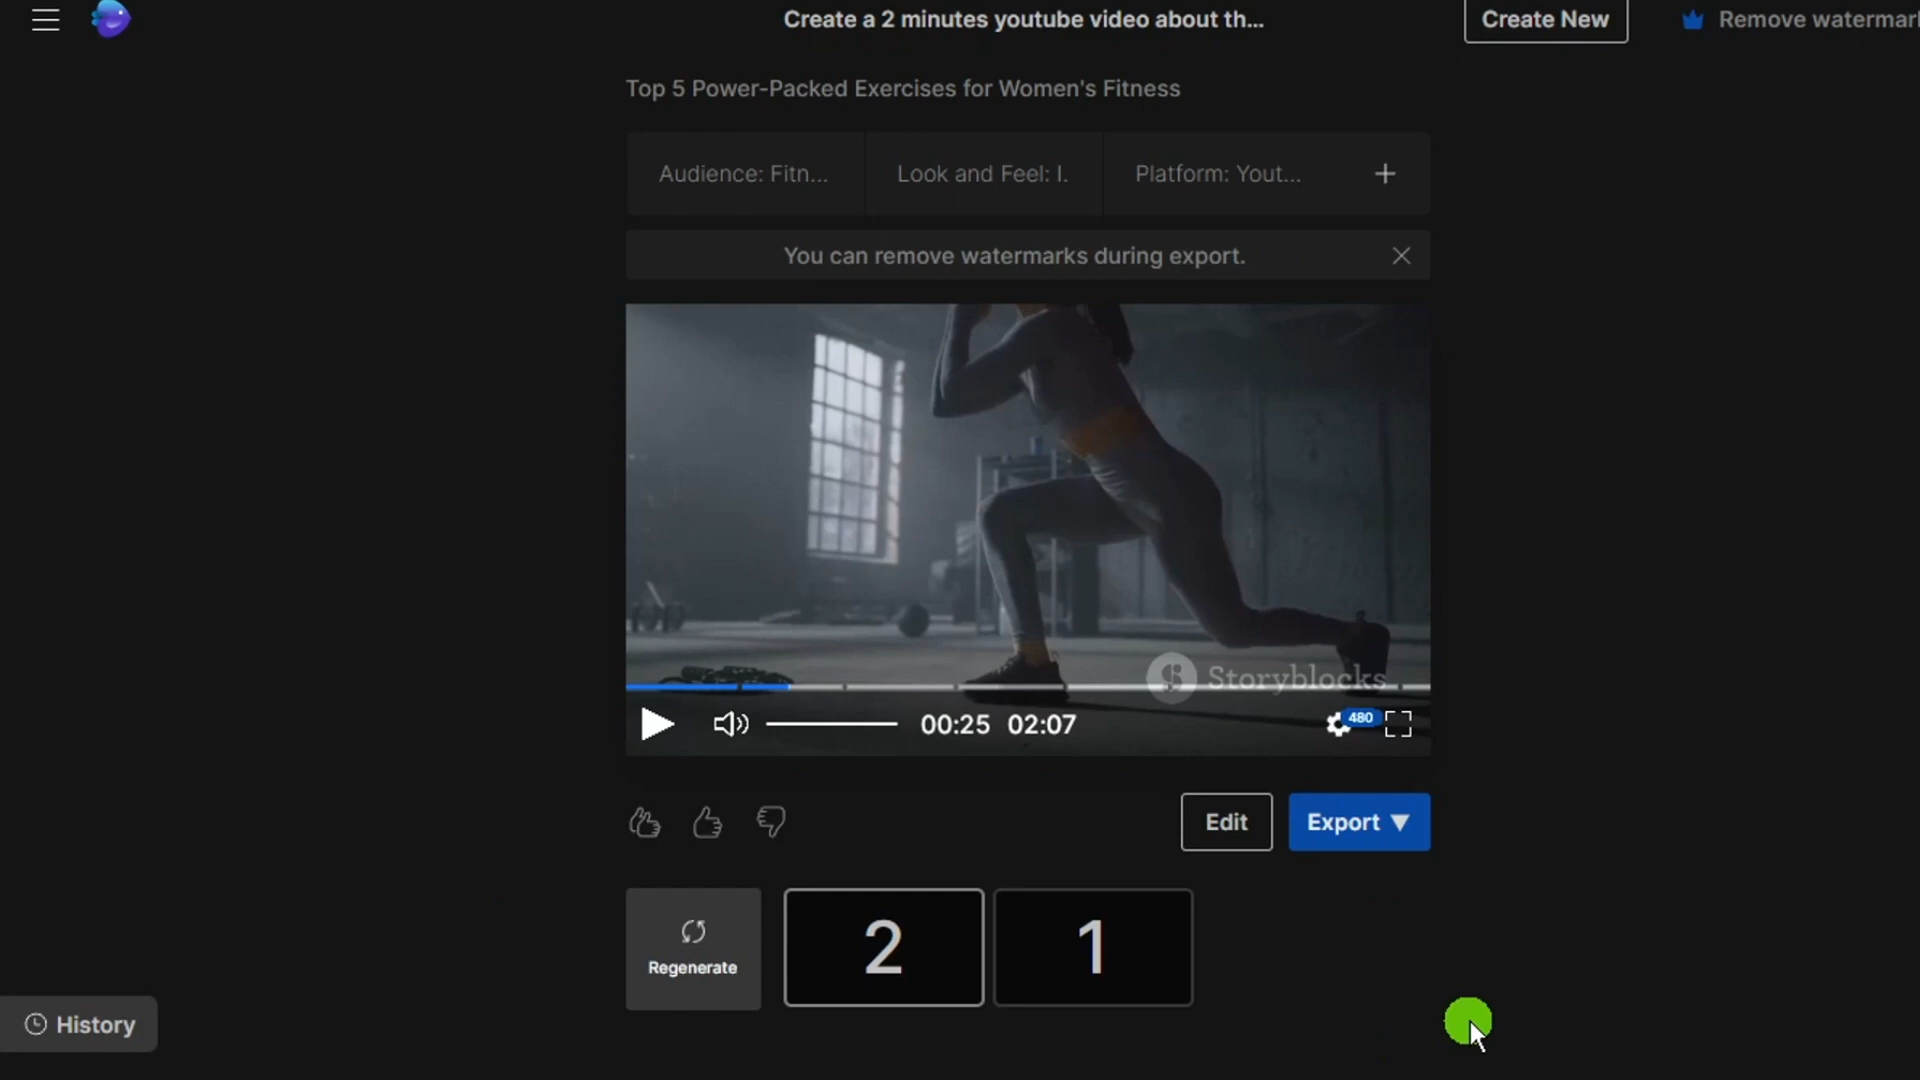 Create a 2 minutes youtube video about th...
Create New
Remove watermark
Top 5 Power-Packed Exercises for Women's Fitness
Audience: Fitn...
Look and Feel: I.
Platform: Yout...
You can remove watermarks during export.
Storyblocks
00:25 02:07
480
Edit
Export
Regenerate
2
1
History